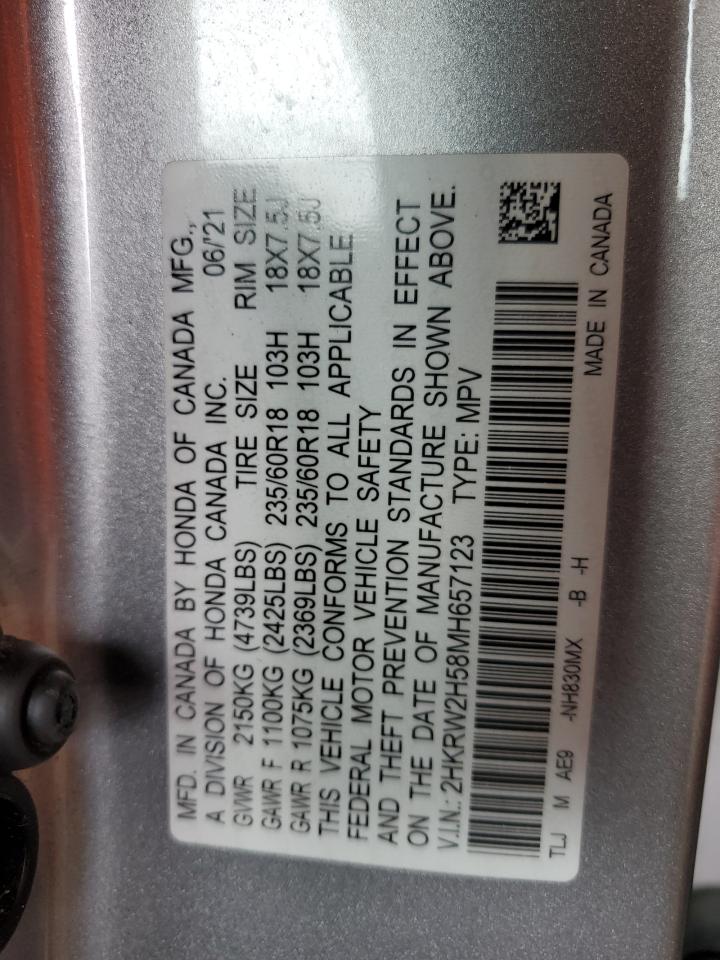 MFD. IN CANADA BY HONDA OF CANADA MFG.,
A DIVISION OF HONDA CANADA INC. 06/'21
GVWR 2150KG (4739LBS) TIRE SIZE RIM SIZE
GAWR F 1100KG (2425LBS) 235/60R18 103H 18X7.5J
GAWR R 1075KG (2369LBS) 235/60R18 103H 18X7.5J
THIS VEHICLE CONFORMS TO ALL APPLICABLE
FEDERAL MOTOR VEHICLE SAFETY
AND THEFT PREVENTION STANDARDS IN EFFECT
ON THE DATE OF MANUFACTURE SHOWN ABOVE.
V.I.N.: 2HKRW2H58MH657123 TYPE: MPV
TLJ M AE9 -NH830MX -B -H
MADE IN CANADA